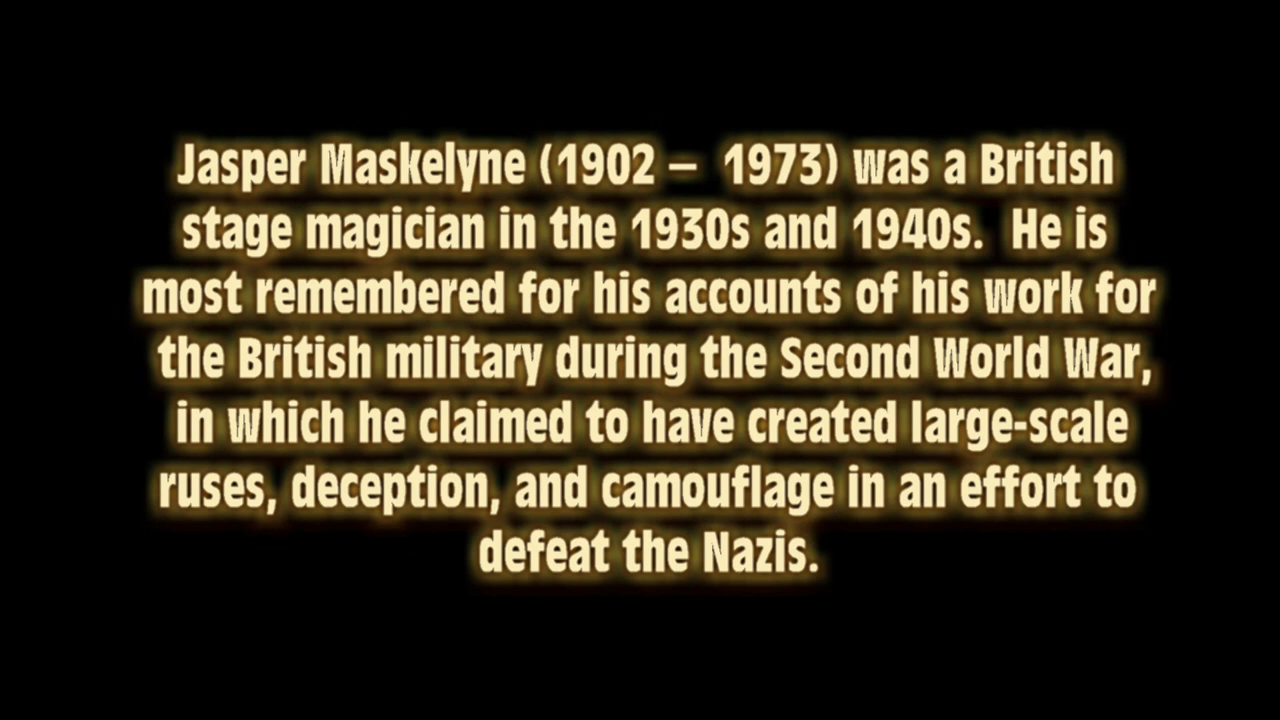 Jasper Maskelyne (1902 –  1973) was a British
stage magician in the 1930s and 1940s.  He is
most remembered for his accounts of his work for
the British military during the Second World War,
in which he claimed to have created large-scale
ruses, deception, and camouflage in an effort to
defeat the Nazis.